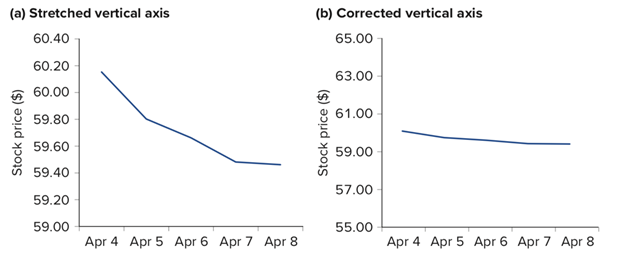 (a) Stretched vertical axis
Stock price ($)
60.40
60.20
60.00
59.80
59.60
59.40
59.20
59.00
Apr 4 Apr 5 Apr 6 Apr 7 Apr 8
(b) Corrected vertical axis
Stock price ($)
65.00
63.00
61.00
59.00
57.00
55.00
Apr 4 Apr 5 Apr 6 Apr 7 Apr 8